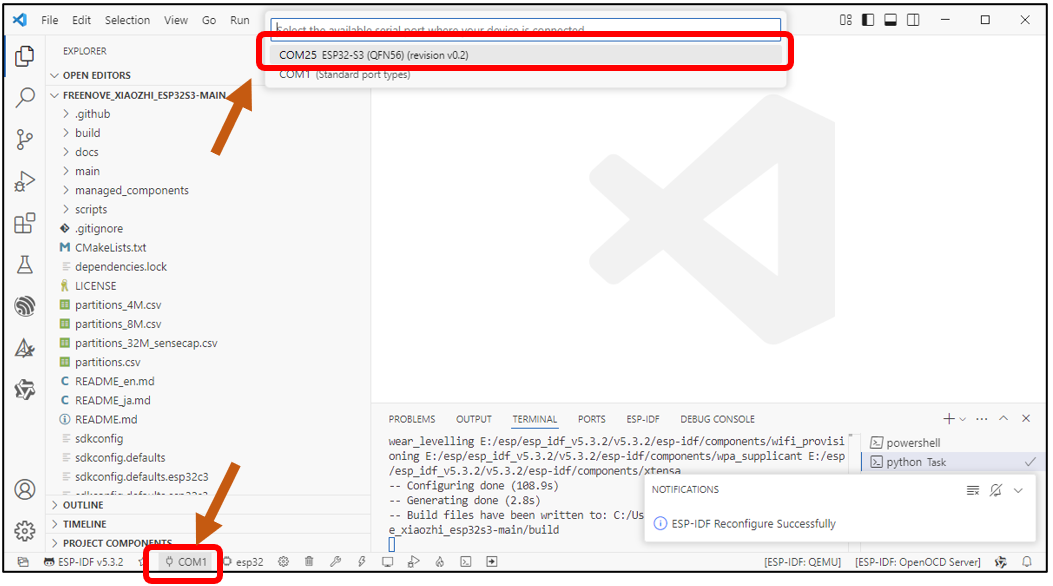 File Edit Selection View Go Run
Select the available serial port where your device is connected
COM25 ESP32-S3 (QFN56) (revision v0.2)
COM1 (Standard port types)
EXPLORER
OPEN EDITORS
FREENOVE_XIAOZHI_ESP32S3-MAIN
.github
build
docs
main
managed_components
scripts
.gitignore
CMakeLists.txt
dependencies.lock
LICENSE
partitions_4M.csv
partitions_8M.csv
partitions_32M_sensecap.csv
partitions.csv
README_en.md
README_ja.md
README.md
sdkconfig
sdkconfig.defaults
sdkconfig.defaults.esp32c3
OUTLINE
TIMELINE
PROJECT COMPONENTS
PROBLEMS OUTPUT TERMINAL PORTS ESP-IDF DEBUG CONSOLE
wear_levelling E:/esp/esp_idf_v5.3.2/v5.3.2/esp-idf/components/wifi_provisi
oning E:/esp/esp_idf_v5.3.2/v5.3.2/esp-idf/components/wpa_supplicant E:/esp
/esp_idf_v5.3.2/v5.3.2/esp-idf/components/xtensa
-- Configuring done (108.9s)
-- Generating done (2.8s)
-- Build files have been written to: C:/Us
e_xiaozhi_esp32s3-main/build
powershell
python Task
NOTIFICATIONS
ESP-IDF Reconfigure Successfully
ESP-IDF v5.3.2 COM1 esp32 [ESP-IDF: QEMU] [ESP-IDF: OpenOCD Server]